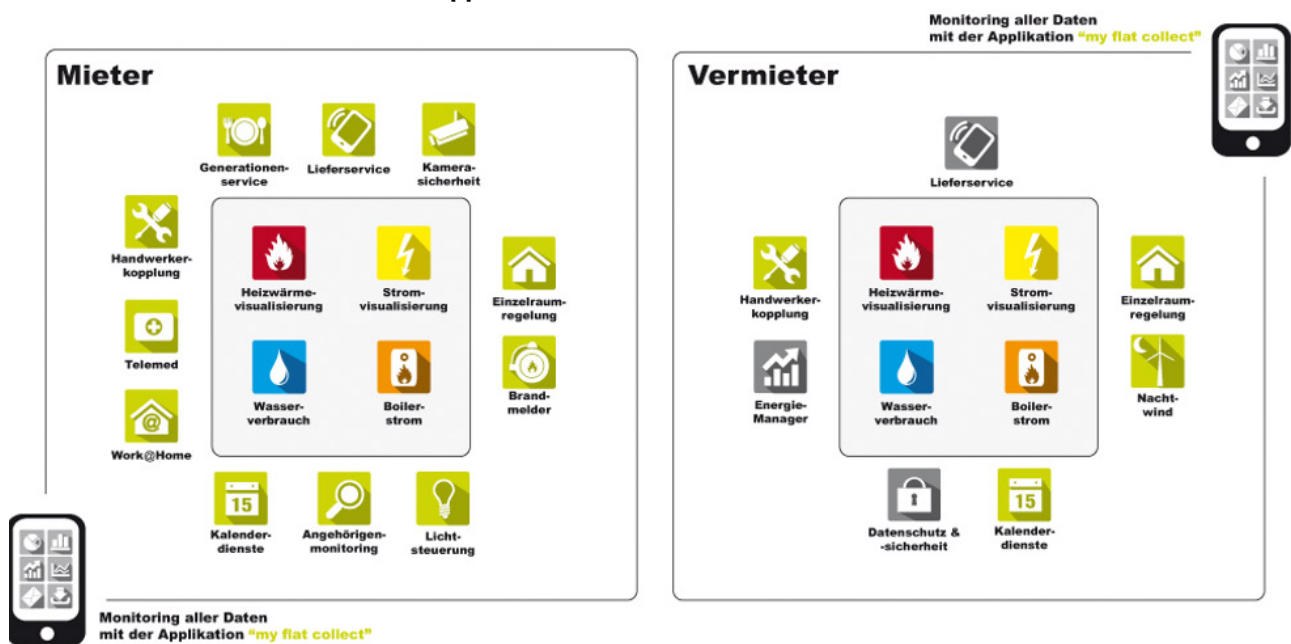 Monitoring aller Daten
mit der Applikation "my flat collect"
Mieter
Generationen-
service
Lieferservice
Kamera-
sicherheit
Handwerker-
kopplung
Heizwärme-
visualisierung
Strom-
visualisierung
Einzelraum-
regelung
Telemed
Wasser-
verbrauch
Boiler-
strom
Brand-
melder
@
Work@Home
15
Kalender-
dienste
Angehörigen-
monitoring
Licht-
steuerung
Monitoring aller Daten
mit der Applikation "my flat collect"
Vermieter
Lieferservice
Handwerker-
kopplung
Heizwärme-
visualisierung
Strom-
visualisierung
Einzelraum-
regelung
Energie-
Manager
Wasser-
verbrauch
Boiler-
strom
Nacht-
wind
Datenschutz &
-sicherheit
15
Kalender-
dienste